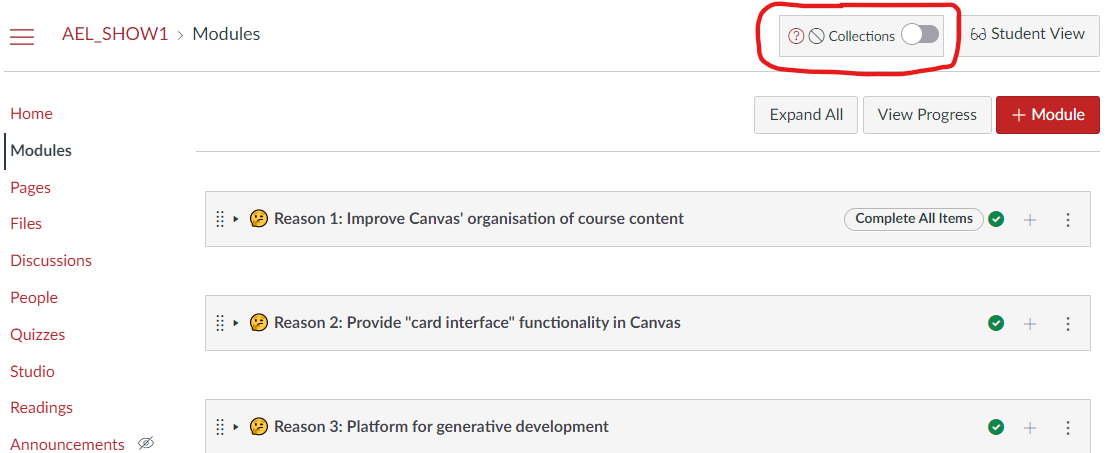 AEL_SHOW1 > Modules
? Collections
Student View
Expand All
View Progress
+ Module
Home
Modules
Pages
Files
Discussions
People
Quizzes
Studio
Readings
Announcements
🤔 Reason 1: Improve Canvas' organisation of course content
Complete All Items
🤔 Reason 2: Provide "card interface" functionality in Canvas
🤔 Reason 3: Platform for generative development